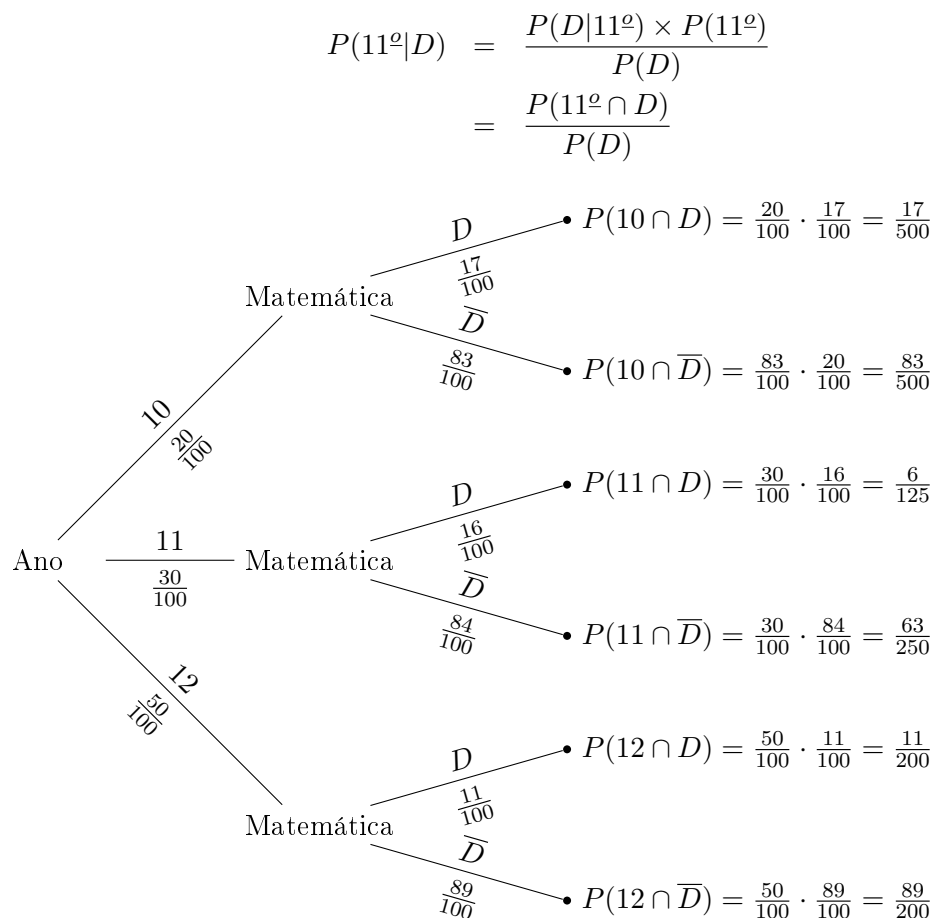 P(11º|D) = P(D|11º) × P(11º) / P(D)
= P(11º ∩ D) / P(D)
D
17/100
P(10 ∩ D) = 20/100 · 17/100 = 17/500
Matemática
D̅
83/100
P(10 ∩ D̅) = 83/100 · 20/100 = 83/500
10
20/100
D
16/100
P(11 ∩ D) = 30/100 · 16/100 = 6/125
Ano
11
30/100
Matemática
D̅
84/100
P(11 ∩ D̅) = 30/100 · 84/100 = 63/250
12
50/100
D
11/100
P(12 ∩ D) = 50/100 · 11/100 = 11/200
Matemática
D̅
89/100
P(12 ∩ D̅) = 50/100 · 89/100 = 89/200